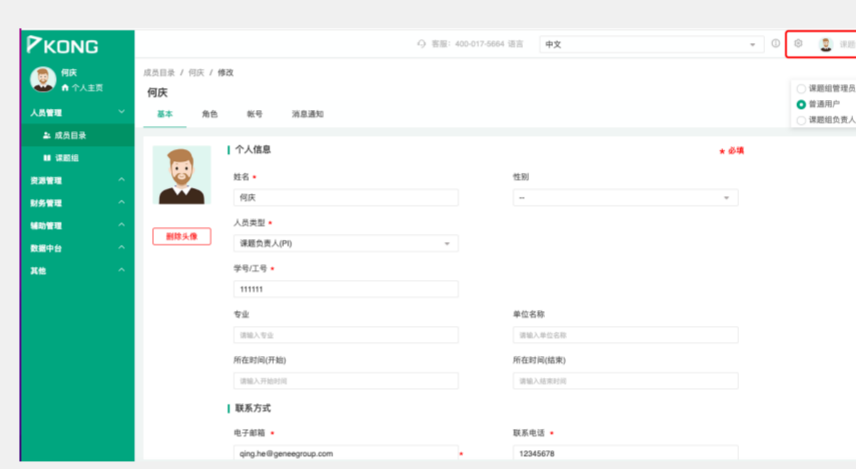 KONG
客服：400-017-5664 语言 中文
课题
何庆
个人主页
成员目录 / 何庆 / 修改
何庆
课题组管理员
普通用户
课题组负责人
基本 角色 帐号 消息通知
人员管理
成员目录
课题组
资源管理
财务管理
辅助管理
数据中台
其他
删除头像
个人信息
★ 必填
姓名 *
何庆
性别
--
人员类型 *
课题负责人(PI)
学号/工号 *
111111
专业
请输入专业
单位名称
请输入单位名称
所在时间(开始)
请输入开始时间
所在时间(结束)
请输入结束时间
联系方式
电子邮箱 *
qing.he@geneegroup.com *
联系电话 *
12345678